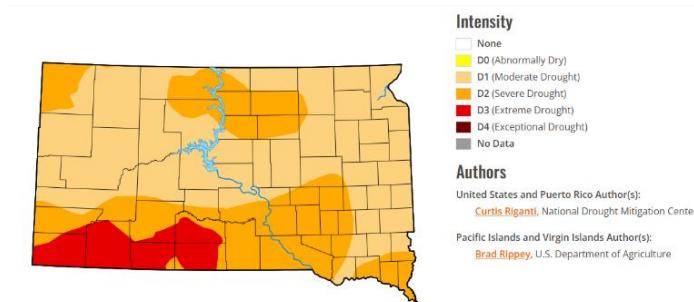 Intensity
None
D0 (Abnormally Dry)
D1 (Moderate Drought)
D2 (Severe Drought)
D3 (Extreme Drought)
D4 (Exceptional Drought)
No Data
Authors
United States and Puerto Rico Author(s):
Curtis Riganti, National Drought Mitigation Cente
Pacific Islands and Virgin Islands Author(s):
Brad Rippey, U.S. Department of Agriculture